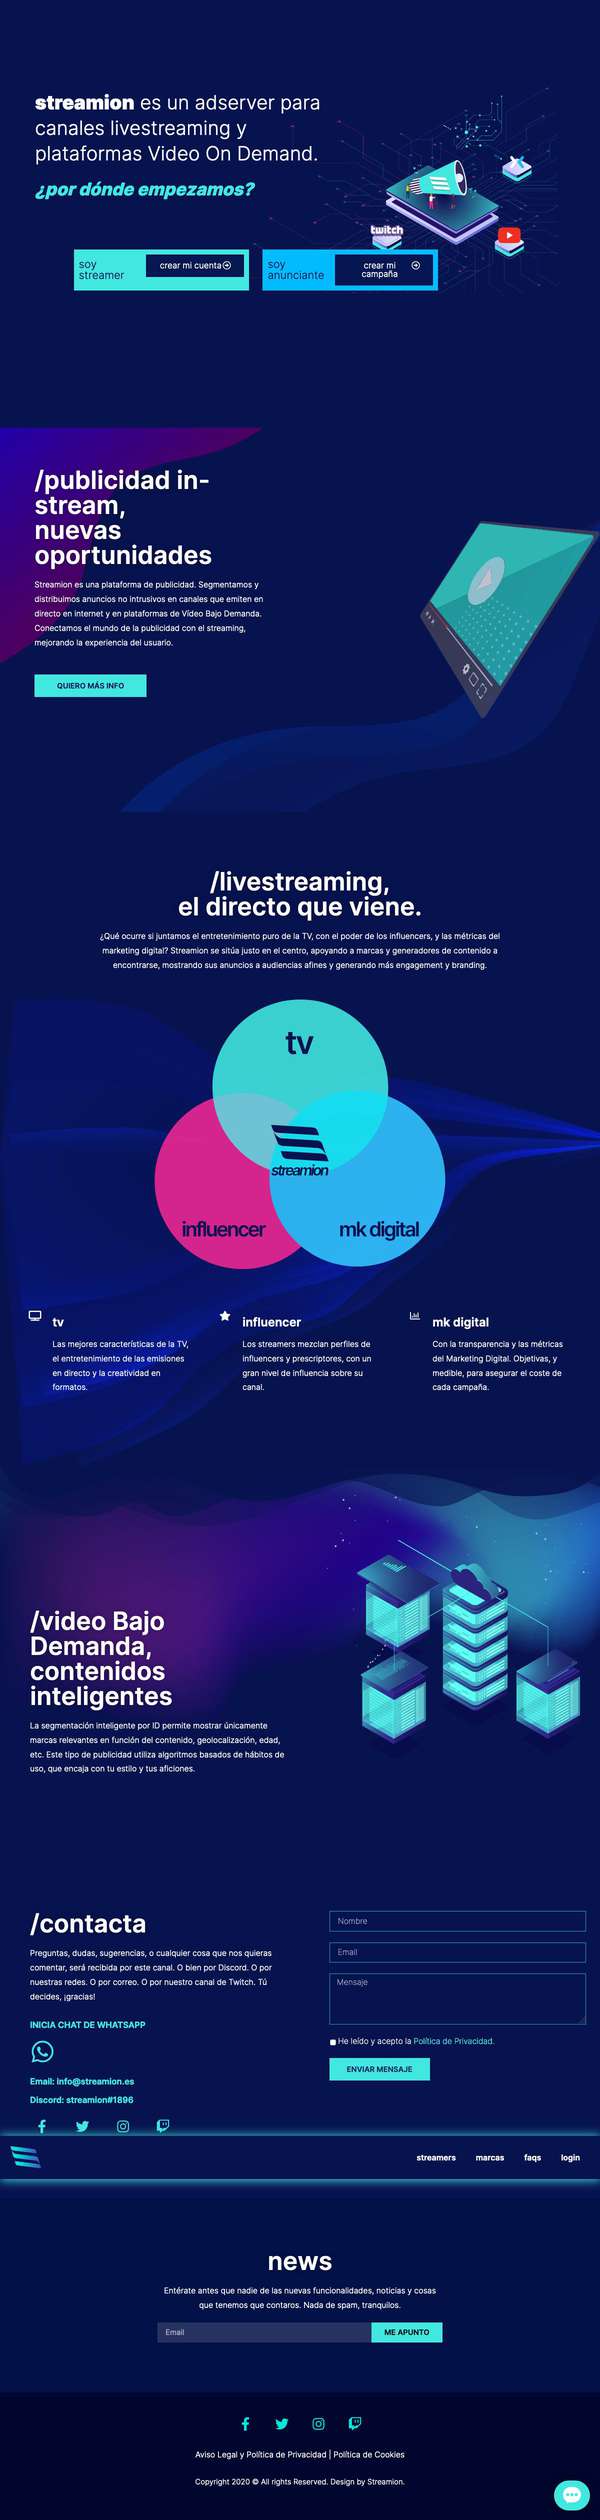 streamion es un adserver para
canales livestreaming y
plataformas Video On Demand.
¿por dónde empezamos?
twitch
soy
streamer
crear mi cuenta
soy
anunciante
crear mi
campaña
/publicidad in-
stream,
nuevas
oportunidades
Streamion es una plataforma de publicidad. Segmentamos y
distribuimos anuncios no intrusivos en canales que emiten en
directo en internet y en plataformas de Vídeo Bajo Demanda.
Conectamos el mundo de la publicidad con el streaming,
mejorando la experiencia del usuario.
QUIERO MÁS INFO
/livestreaming,
el directo que viene.
¿Qué ocurre si juntamos el entretenimiento puro de la TV, con el poder de los influencers, y las métricas del
marketing digital? Streamion se sitúa justo en el centro, apoyando a marcas y generadores de contenido a
encontrarse, mostrando sus anuncios a audiencias afines y generando más engagement y branding.
tv
streamion
influencer
mk digital
tv
Las mejores características de la TV,
el entretenimiento de las emisiones
en directo y la creatividad en
formatos.
influencer
Los streamers mezclan perfiles de
influencers y prescriptores, con un
gran nivel de influencia sobre su
canal.
mk digital
Con la transparencia y las métricas
del Marketing Digital. Objetivas, y
medible, para asegurar el coste de
cada campaña.
/video Bajo
Demanda,
contenidos
inteligentes
La segmentación inteligente por ID permite mostrar únicamente
marcas relevantes en función del contenido, geolocalización, edad,
etc. Este tipo de publicidad utiliza algoritmos basados de hábitos de
uso, que encaja con tu estilo y tus aficiones.
/contacta
Preguntas, dudas, sugerencias, o cualquier cosa que nos quieras
comentar, será recibida por este canal. O bien por Discord. O por
nuestras redes. O por correo. O por nuestro canal de Twitch. Tú
decides, ¡gracias!
INICIA CHAT DE WHATSAPP
Email: info@streamion.es
Discord: streamion#1896
Nombre
Email
Mensaje
He leído y acepto la Política de Privacidad.
ENVIAR MENSAJE
streamers
marcas
faqs
login
news
Entérate antes que nadie de las nuevas funcionalidades, noticias y cosas
que tenemos que contaros. Nada de spam, tranquilos.
Email
ME APUNTO
Aviso Legal y Política de Privacidad | Política de Cookies
Copyright 2020 © All rights Reserved. Design by Streamion.